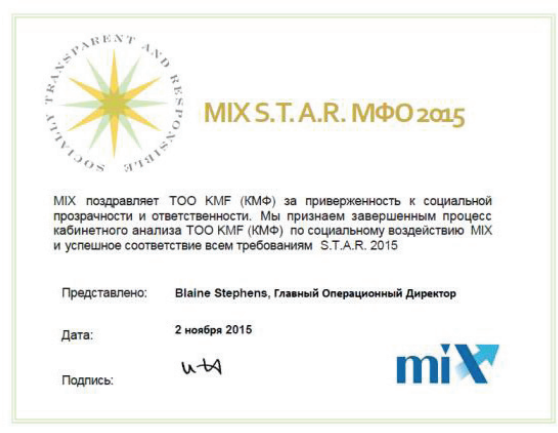 SOCIALLY TRANSPARENT AND RESPONSIBLE
MIX S.T.A.R. МФО 2015
MIX поздравляет ТОО KMF (КМФ) за приверженность к социальной
прозрачности и ответственности. Мы признаем завершенным процесс
кабинетного анализа ТОО KMF (КМФ) по социальному воздействию MIX
и успешное соответствие всем требованиям S.T.A.R. 2015
Представлено: Blaine Stephens, Главный Операционный Директор
Дата: 2 ноября 2015
Подпись:
mix